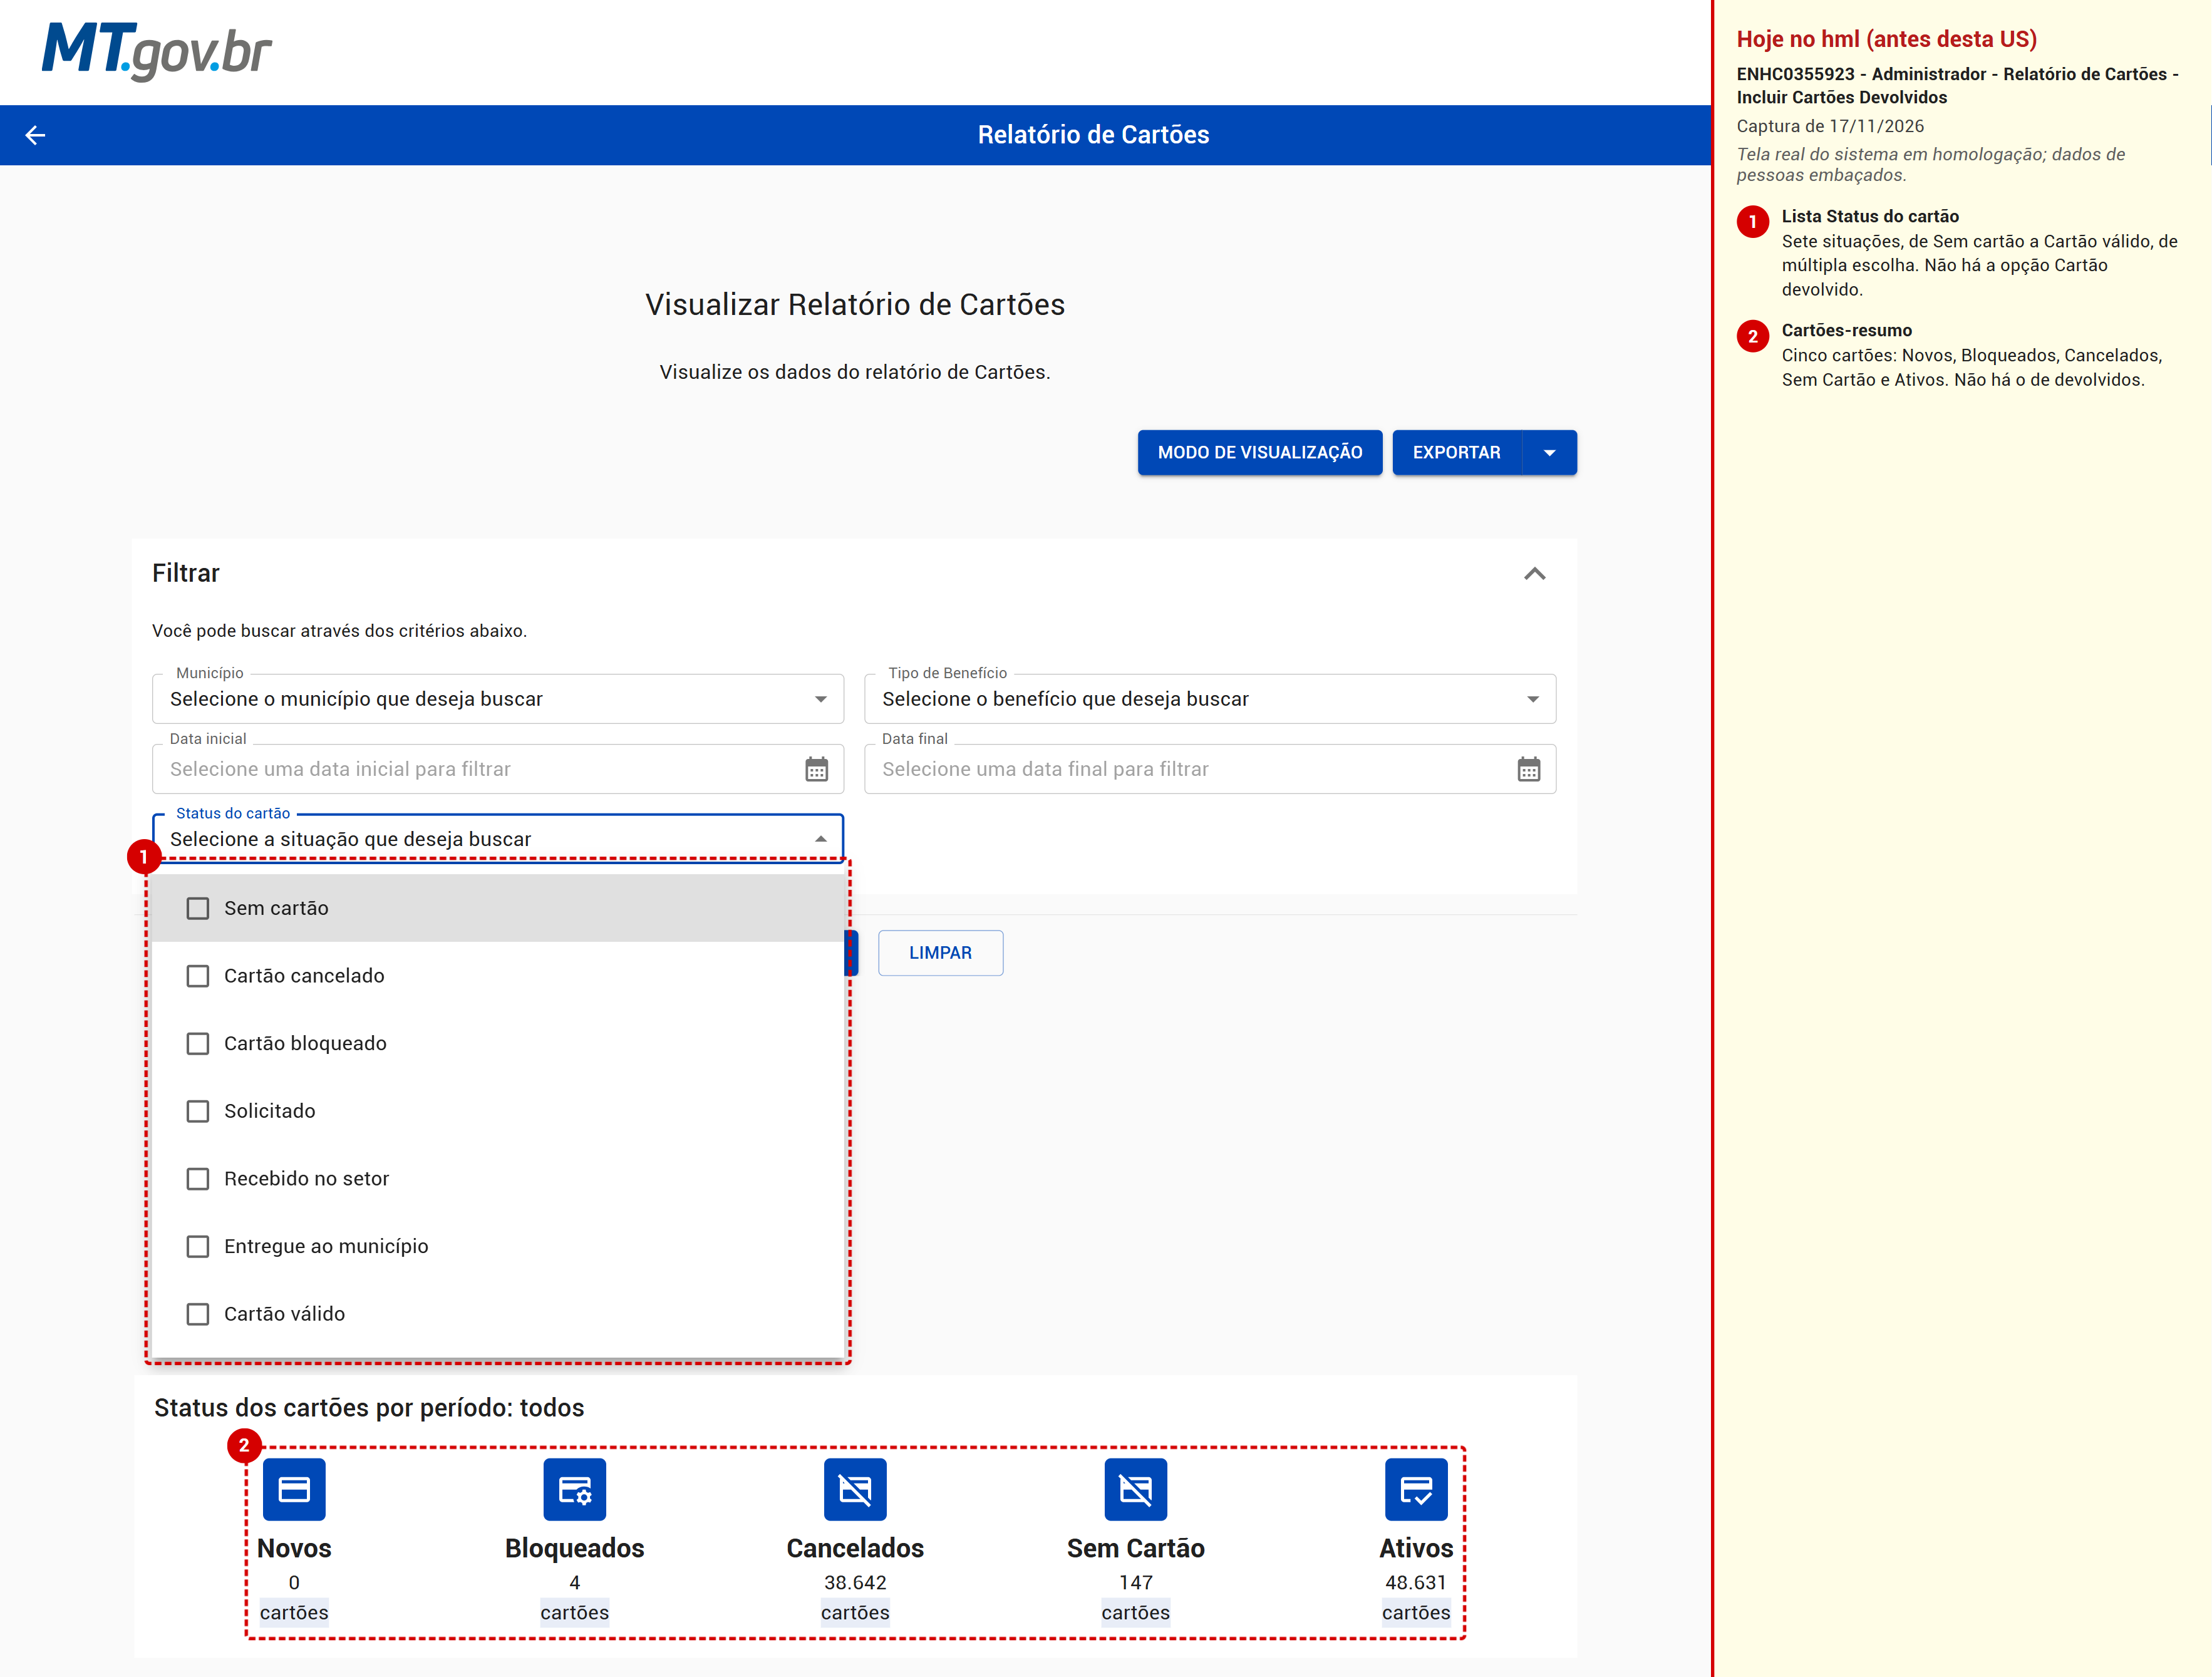 MT.gov.br
Relatório de Cartões
Visualizar Relatório de Cartões
Visualize os dados do relatório de Cartões.
MODO DE VISUALIZAÇÃO
EXPORTAR
Filtrar
Você pode buscar através dos critérios abaixo.
Município
Selecione o município que deseja buscar
Tipo de Benefício
Selecione o benefício que deseja buscar
Data inicial
Selecione uma data inicial para filtrar
Data final
Selecione uma data final para filtrar
Status do cartão
Selecione a situação que deseja buscar
1
Sem cartão
Cartão cancelado
Cartão bloqueado
Solicitado
Recebido no setor
Entregue ao município
Cartão válido
LIMPAR
Status dos cartões por período: todos
2
Novos
0
cartões
Bloqueados
4
cartões
Cancelados
38.642
cartões
Sem Cartão
147
cartões
Ativos
48.631
cartões
Hoje no hml (antes desta US)
ENHC0355923 - Administrador - Relatório de Cartões -
Incluir Cartões Devolvidos
Captura de 17/11/2026
Tela real do sistema em homologação; dados de
pessoas embaçados.
1
Lista Status do cartão
Sete situações, de Sem cartão a Cartão válido, de
múltipla escolha. Não há a opção Cartão
devolvido.
2
Cartões-resumo
Cinco cartões: Novos, Bloqueados, Cancelados,
Sem Cartão e Ativos. Não há o de devolvidos.